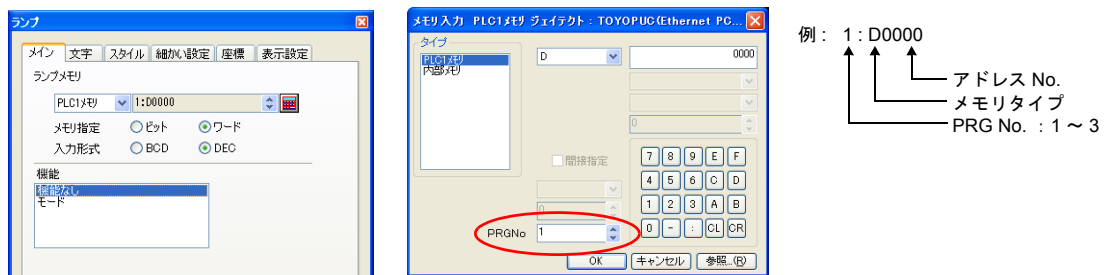 ランプ
メイン 文字 スタイル 細かい設定 座標 表示設定
ランプメモリ
PLC1メモリ 1:D0000
メモリ指定 ビット ワード
入力形式 BCD DEC
機能
機能なし
モード
メモリ入力 PLC1メモリ ジェイテクト : TOYOPUC(Ethernet PC...
タイプ
PLC1メモリ
内部メモリ
D 0000
0
間接指定
0
PRGNo 1
7 8 9 E F
4 5 6 C D
1 2 3 A B
0 - : CL CR
OK キャンセル 参照...(R)
例 : 1 : D0000
アドレス No.
メモリタイプ
PRG No. : 1 ~ 3